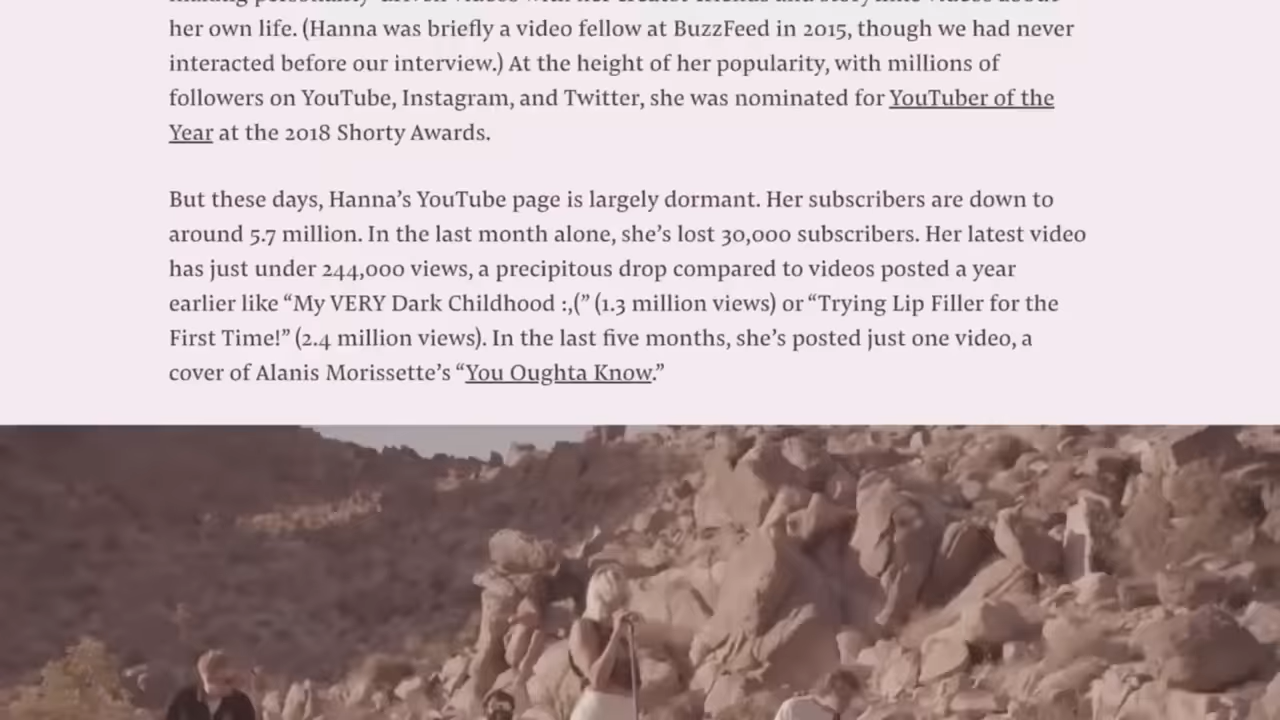 her own life. (Hanna was briefly a video fellow at BuzzFeed in 2015, though we had never
interacted before our interview.) At the height of her popularity, with millions of
followers on YouTube, Instagram, and Twitter, she was nominated for YouTuber of the
Year at the 2018 Shorty Awards.
But these days, Hanna’s YouTube page is largely dormant. Her subscribers are down to
around 5.7 million. In the last month alone, she’s lost 30,000 subscribers. Her latest video
has just under 244,000 views, a precipitous drop compared to videos posted a year
earlier like “My VERY Dark Childhood :,(” (1.3 million views) or “Trying Lip Filler for the
First Time!” (2.4 million views). In the last five months, she’s posted just one video, a
cover of Alanis Morissette’s “You Oughta Know.”